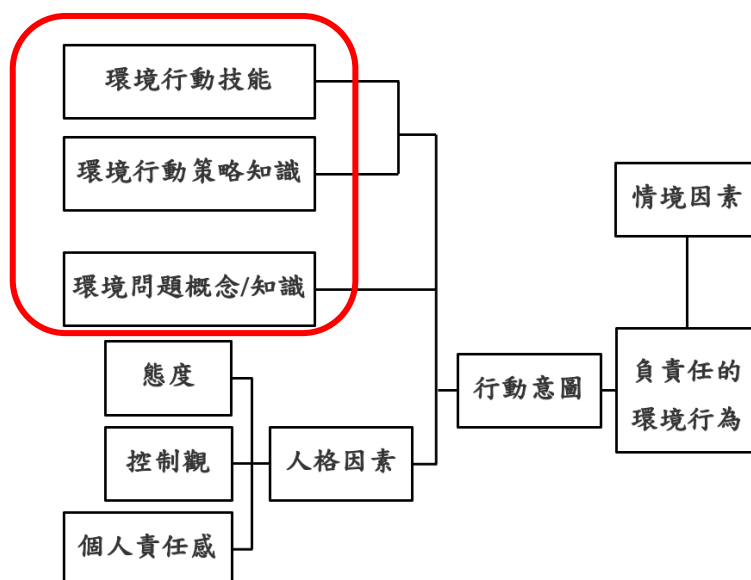 環境行動技能
環境行動策略知識
環境問題概念/知識
態度
控制觀
個人責任感
人格因素
行動意圖
情境因素
負責任的
環境行為